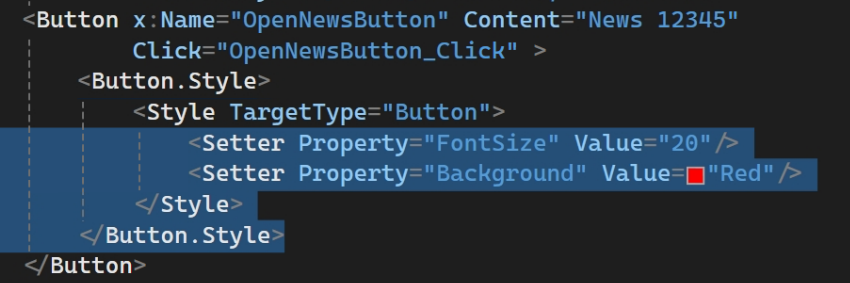 <Button x:Name="OpenNewsButton" Content="News 12345"
Click="OpenNewsButton_Click" >
<Button.Style>
<Style TargetType="Button">
<Setter Property="FontSize" Value="20"/>
<Setter Property="Background" Value="Red"/>
</Style>
</Button.Style>
</Button>